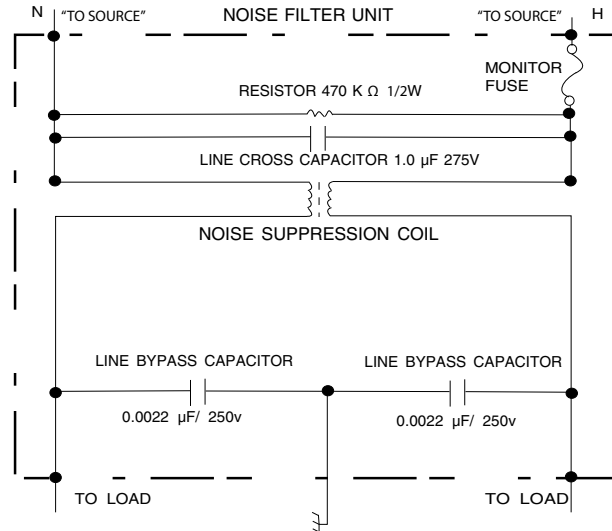 N "TO SOURCE" NOISE FILTER UNIT "TO SOURCE" H
MONITOR
FUSE
RESISTOR 470 K Ω 1/2W
LINE CROSS CAPACITOR 1.0 µF 275V
NOISE SUPPRESSION COIL
LINE BYPASS CAPACITOR LINE BYPASS CAPACITOR
0.0022 µF/ 250v 0.0022 µF/ 250v
TO LOAD TO LOAD